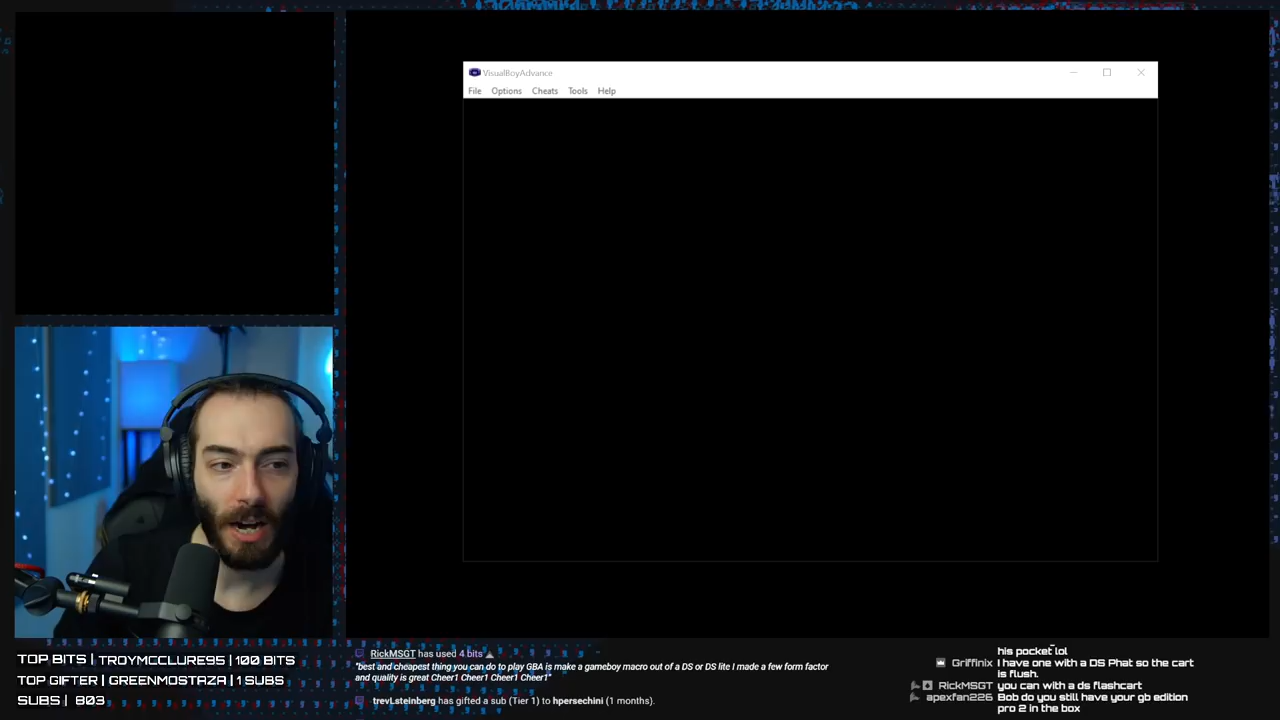 VisualBoyAdvance
File Options Cheats Tools Help
TOP BITS | TROYMCCLURE95 | 100 BITS
TOP GIFTER | GREENMOSTAZA | 1 SUBS
SUBS | 803
RickMSGT has used 4 bits
"best and cheapest thing you can do to play GBA is make a gameboy macro out of a DS or DS lite I made a few form factor
and quality is great Cheer1 Cheer1 Cheer1 Cheer1"
trevLsteinberg has gifted a sub (Tier 1) to hpersechini (1 months).
his pocket lol
Griffinix I have one with a DS Phat so the cart
is flush.
RickMSGT you can with a ds flashcart
apexfan226 Bob do you still have your gb edition
pro 2 in the box